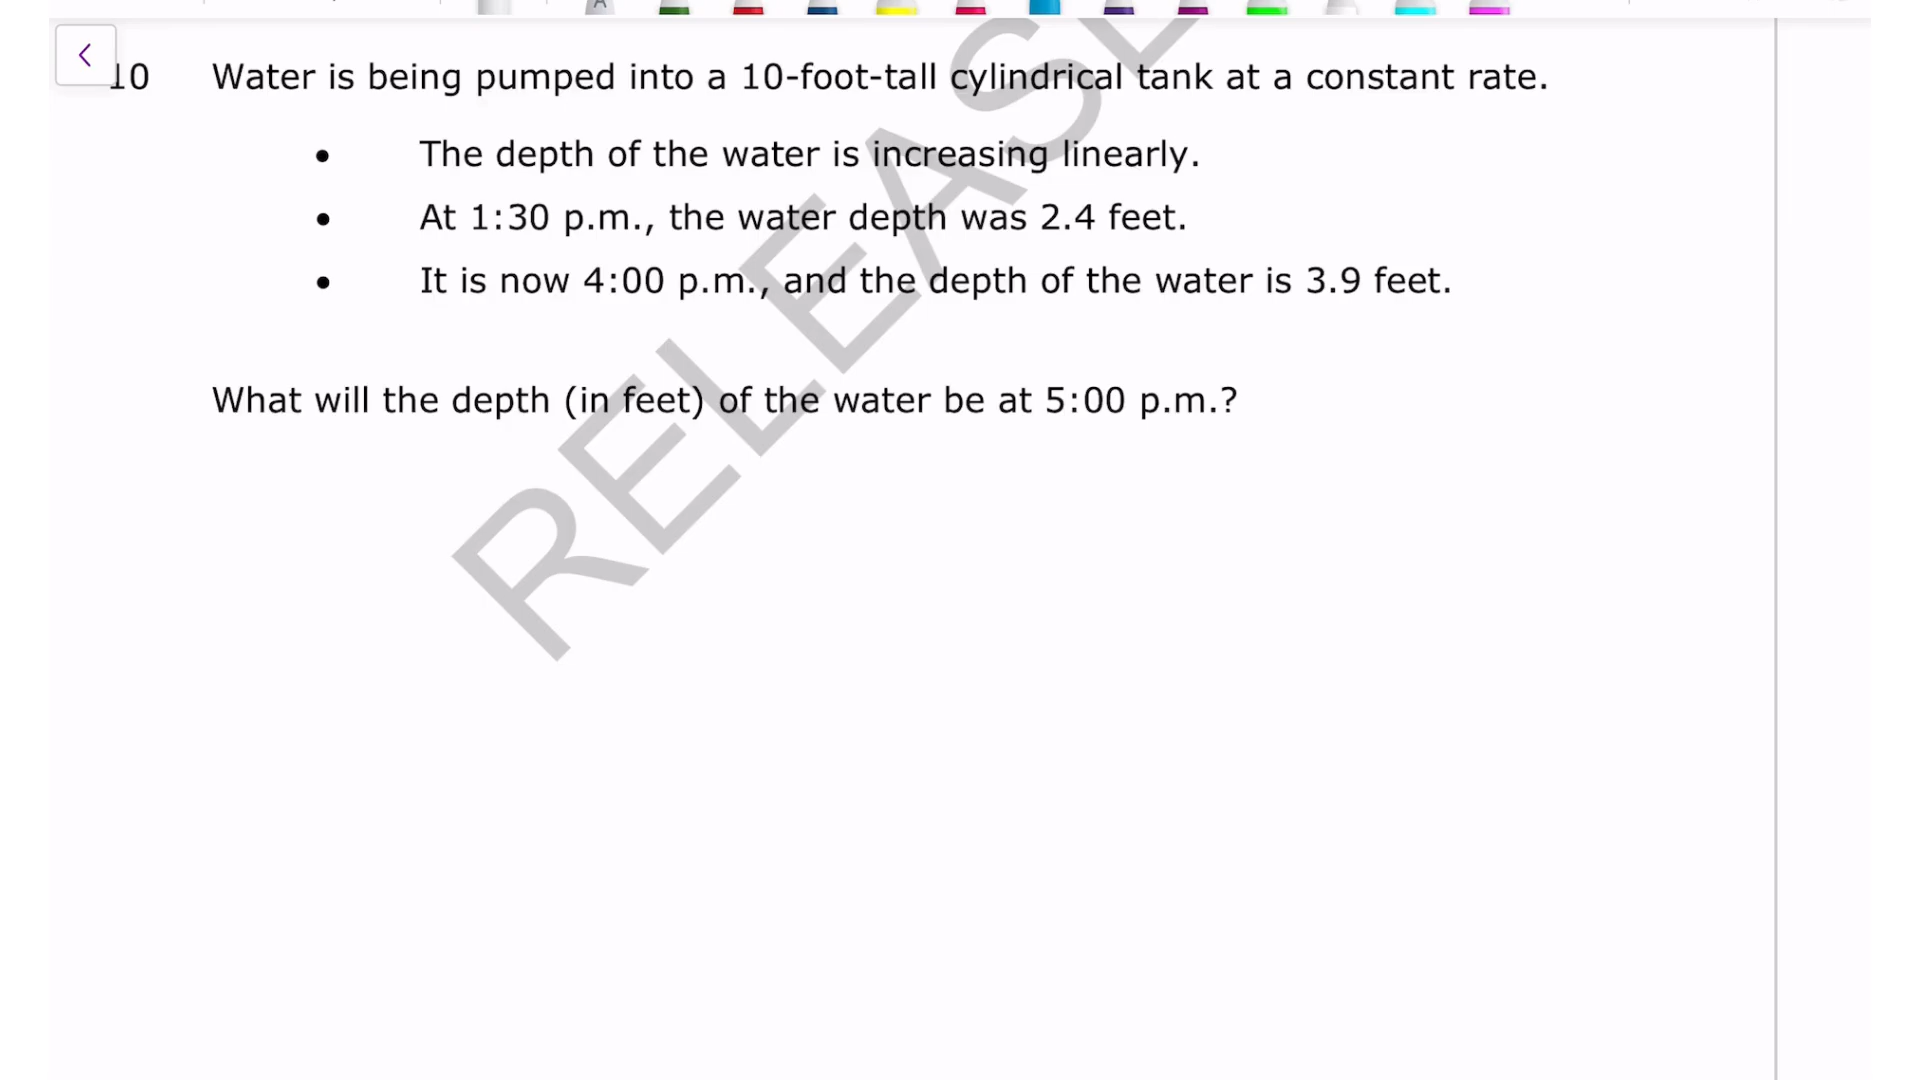 10 Water is being pumped into a 10-foot-tall cylindrical tank at a constant rate.
• The depth of the water is increasing linearly.
• At 1:30 p.m., the water depth was 2.4 feet.
• It is now 4:00 p.m., and the depth of the water is 3.9 feet.
What will the depth (in feet) of the water be at 5:00 p.m.?
RELEASE